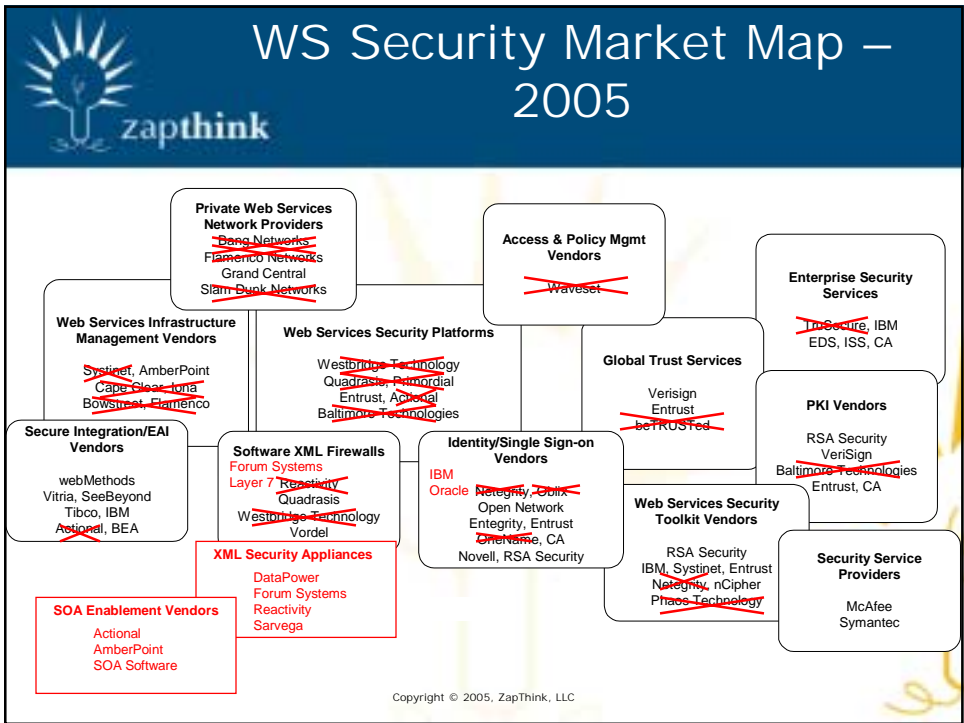 WS Security Market Map –
2005
zapthink
Private Web Services
Network Providers
Bang Networks
Flamenco Networks
Grand Central
Slam Dunk Networks
Access & Policy Mgmt
Vendors
Waveset
Enterprise Security
Services
TruSecure, IBM
EDS, ISS, CA
Web Services Infrastructure
Management Vendors
Systinet, AmberPoint
Cape Clear, Iona
Bowstreet, Flamenco
Web Services Security Platforms
Westbridge Technology
Quadrasis, Primordial
Entrust, Actional
Baltimore Technologies
Global Trust Services
Verisign
Entrust
beTRUSTed
PKI Vendors
RSA Security
VeriSign
Baltimore Technologies
Entrust, CA
Secure Integration/EAI
Vendors
webMethods
Vitria, SeeBeyond
Tibco, IBM
Actional, BEA
Software XML Firewalls
Forum Systems
Layer 7
Reactivity
Quadrasis
Westbridge Technology
Vordel
Identity/Single Sign-on
Vendors
IBM
Oracle
Netegrity, Oblix
Open Network
Entegrity, Entrust
OneName, CA
Novell, RSA Security
Web Services Security
Toolkit Vendors
RSA Security
IBM, Systinet, Entrust
Netegrity, nCipher
Phaos Technology
Security Service
Providers
McAfee
Symantec
XML Security Appliances
DataPower
Forum Systems
Reactivity
Sarvega
SOA Enablement Vendors
Actional
AmberPoint
SOA Software
Copyright © 2005, ZapThink, LLC